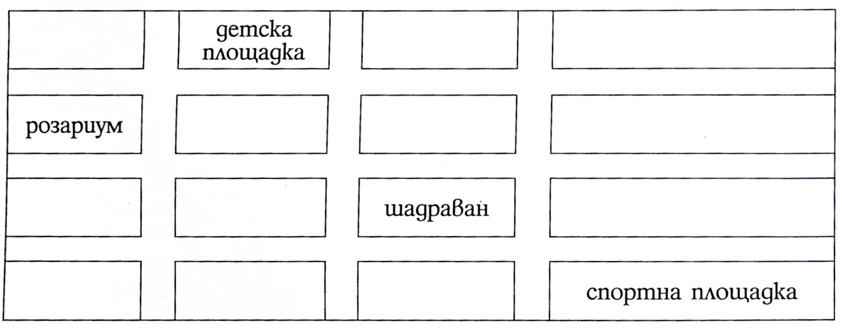 детска
площадка
розариум
шадраван
спортна площадка